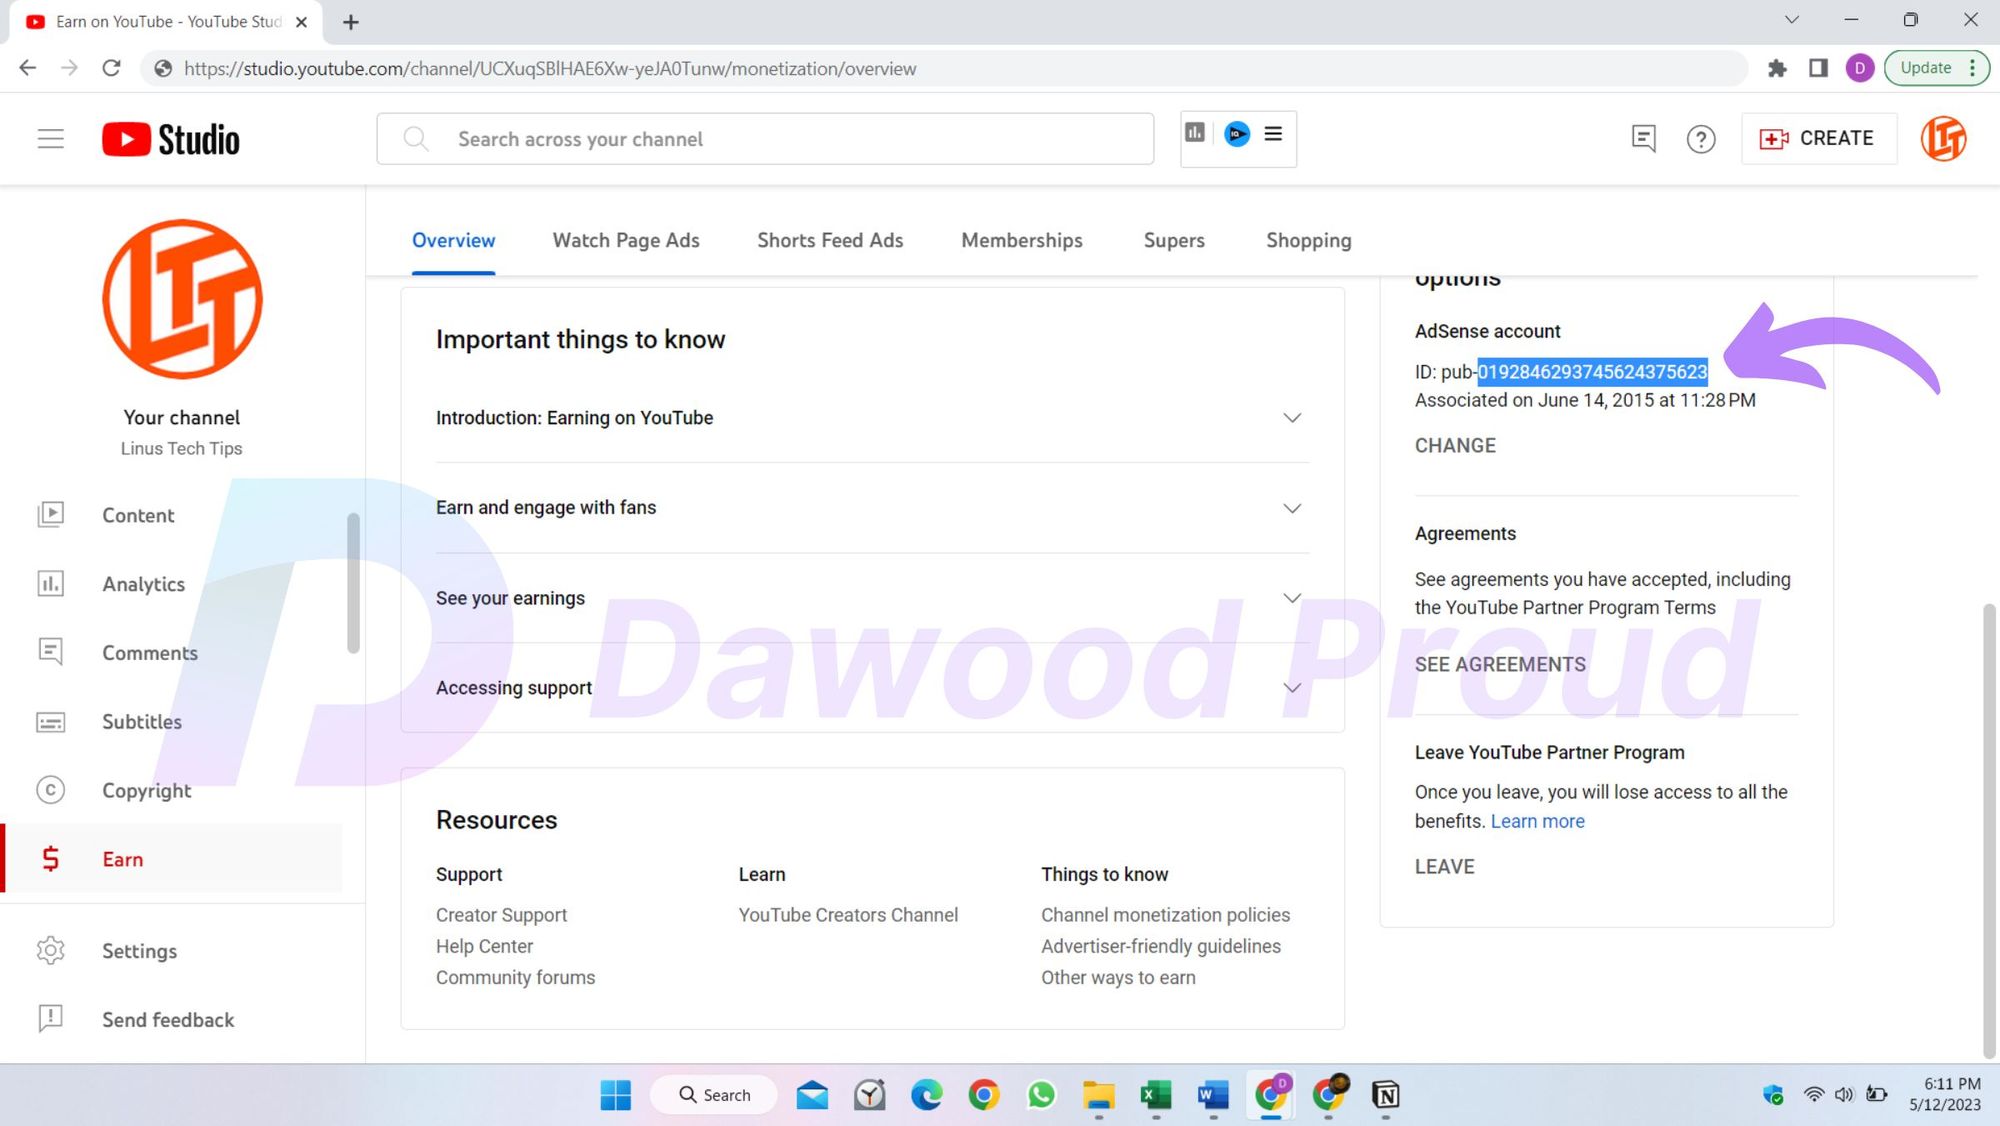 Earn on YouTube - YouTube Stud
https://studio.youtube.com/channel/UCXuqSBlHAE6Xw-yeJA0Tunw/monetization/overview
D
Update
Studio
Search across your channel
CREATE
LTT
LTT
Your channel
Linus Tech Tips
Content
Analytics
Comments
Subtitles
Copyright
Earn
Settings
Send feedback
Overview
Watch Page Ads
Shorts Feed Ads
Memberships
Supers
Shopping
Important things to know
Introduction: Earning on YouTube
Earn and engage with fans
See your earnings
Accessing support
Resources
Support
Creator Support
Help Center
Community forums
Learn
YouTube Creators Channel
Things to know
Channel monetization policies
Advertiser-friendly guidelines
Other ways to earn
options
AdSense account
ID: pub-0192846293745624375623
Associated on June 14, 2015 at 11:28 PM
CHANGE
Agreements
See agreements you have accepted, including
the YouTube Partner Program Terms
SEE AGREEMENTS
Leave YouTube Partner Program
Once you leave, you will lose access to all the
benefits. Learn more
LEAVE
Dawood Proud
Search
6:11 PM
5/12/2023